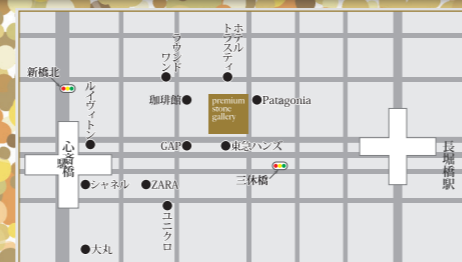 ホテル
トラスティ
ラウンド
ワン
新橋北
ルイヴィトン
珈琲館
premium
stone
gallery
Patagonia
GAP
東急ハンズ
長堀橋駅
心斎橋
駅
三休橋
シャネル
ZARA
ユニクロ
大丸